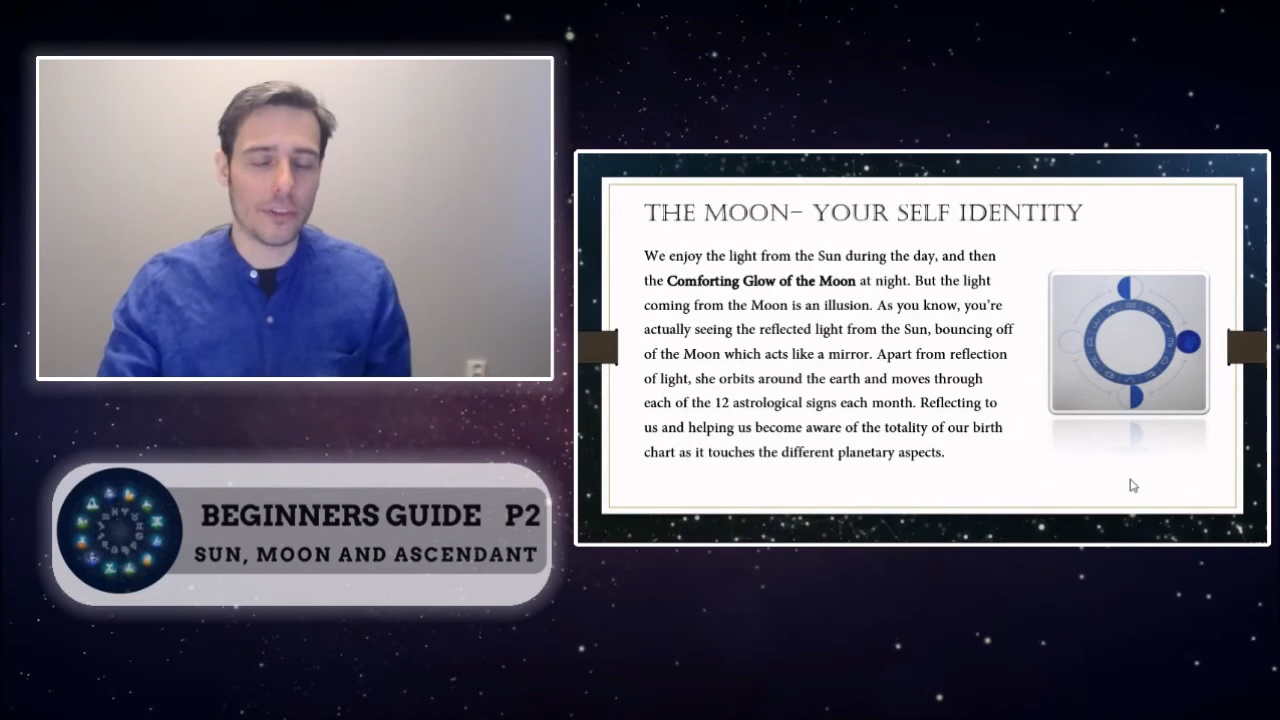 THE MOON– YOUR SELF IDENTITY
We enjoy the light from the Sun during the day, and then
the Comforting Glow of the Moon at night. But the light
coming from the Moon is an illusion. As you know, you’re
actually seeing the reflected light from the Sun, bouncing off
of the Moon which acts like a mirror. Apart from reflection
of light, she orbits around the earth and moves through
each of the 12 astrological signs each month. Reflecting to
us and helping us become aware of the totality of our birth
chart as it touches the different planetary aspects.
BEGINNERS GUIDE P2
SUN, MOON AND ASCENDANT